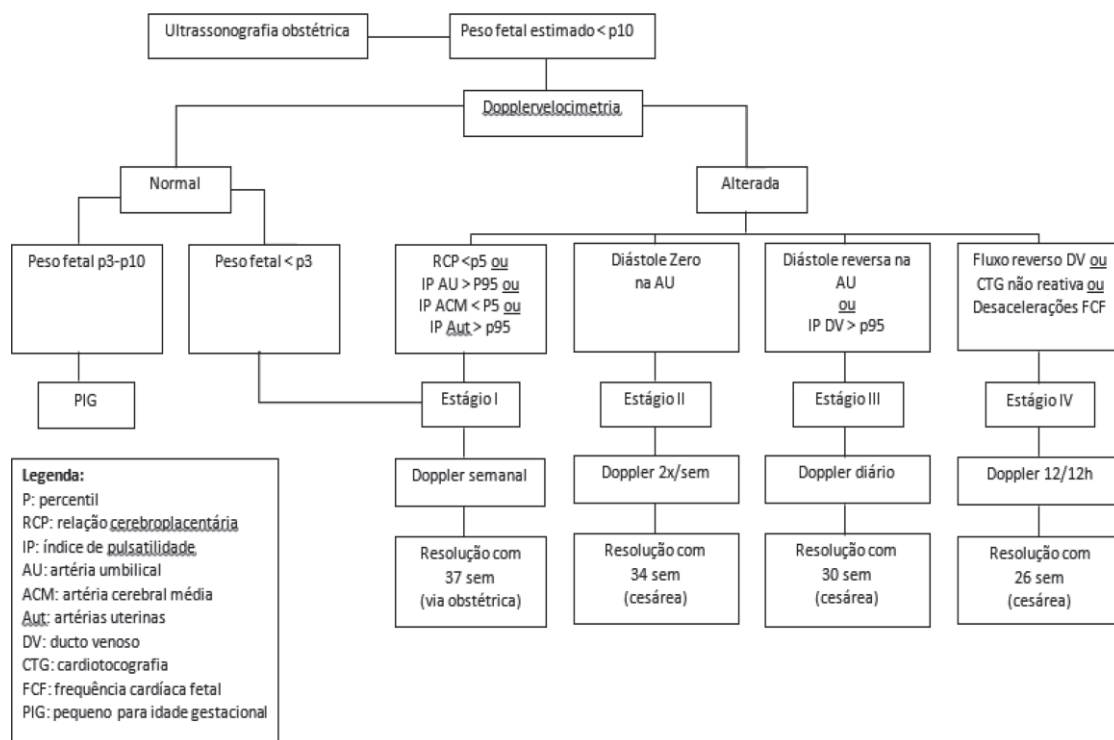 Ultrassonografia obstétrica
Peso fetal estimado < p10
Dopplervelocimetria
Normal
Alterada
Peso fetal p3-p10
Peso fetal < p3
RCP <p5 ou
IP AU > P95 ou
IP ACM < P5 ou
IP Aut > p95
Diástole Zero
na AU
Diástole reversa na
AU
ou
IP DV > p95
Fluxo reverso DV ou
CTG não reativa ou
Desacelerações FCF
PIG
Estágio I
Estágio II
Estágio III
Estágio IV
Doppler semanal
Doppler 2x/sem
Doppler diário
Doppler 12/12h
Resolução com
37 sem
(via obstétrica)
Resolução com
34 sem
(cesárea)
Resolução com
30 sem
(cesárea)
Resolução com
26 sem
(cesárea)
Legenda:
P: percentil
RCP: relação cerebroplacentária
IP: índice de pulsatilidade
AU: artéria umbilical
ACM: artéria cerebral média
Aut: artérias uterinas
DV: ducto venoso
CTG: cardiotocografia
FCF: frequência cardíaca fetal
PIG: pequeno para idade gestacional